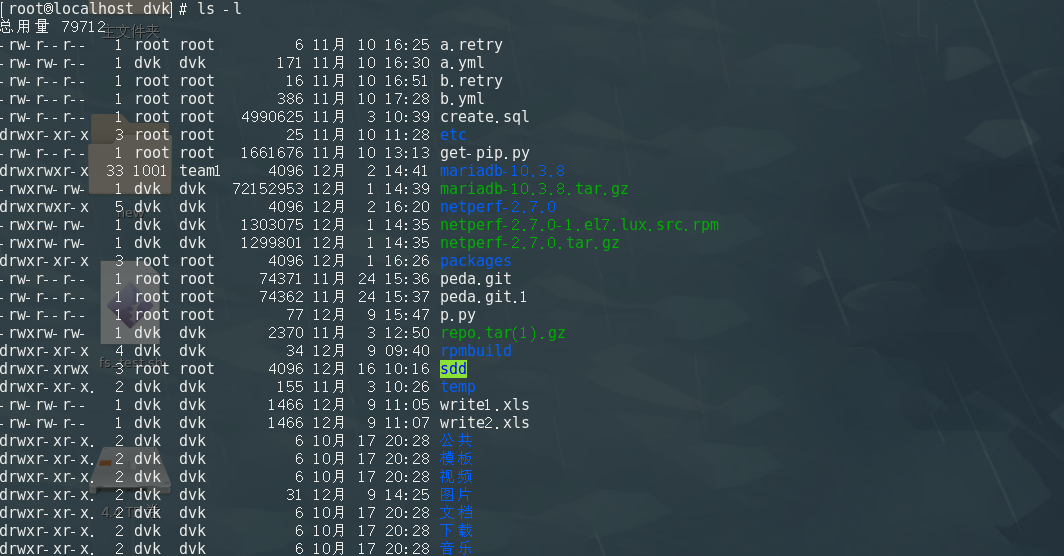 [root@localhost dvk]# ls -l
总用量 79712
主文件夹
-rw-r--r-- 1 root root 6 11月 10 16:25 a.retry
-rw-rw-r-- 1 dvk dvk 171 11月 10 16:30 a.yml
-rw-r--r-- 1 root root 16 11月 10 16:51 b.retry
-rw-r--r-- 1 root root 386 11月 10 17:28 b.yml
-rw-r--r-- 1 root root 4990625 11月 3 10:39 create.sql
drwxr-xr-x 3 root root 25 11月 10 11:28 etc
-rw-r--r-- 1 root root 1661676 11月 10 13:13 get-pip.py
drwxrwxr-x 33 1001 team1 4096 12月 2 14:41 mariadb-10.3.8
-rwxrw-rw- 1 dvk dvk 72152953 12月 1 14:39 mariadb-10.3.8.tar.gz
drwxrwxr-x 5 dvk dvk 4096 12月 2 16:20 netperf-2.7.0
new
-rwxrw-rw- 1 dvk dvk 1303075 12月 1 14:35 netperf-2.7.0-1.el7.lux.src.rpm
-rwxrw-rw- 1 dvk dvk 1299801 12月 1 14:35 netperf-2.7.0.tar.gz
drwxr-xr-x 3 root root 4096 12月 1 16:26 packages
-rw-r--r-- 1 root root 74371 11月 24 15:36 peda.git
-rw-r--r-- 1 root root 74362 11月 24 15:37 peda.git.1
-rw-r--r-- 1 root root 77 12月 9 15:47 p.py
-rwxrw-rw- 1 dvk dvk 2370 11月 3 12:50 repo.tar(1).gz
drwxr-xr-x 4 dvk dvk 34 12月 9 09:40 rpmbuild
fs_test.sh
drwxr-xrwx 3 root root 4096 12月 16 10:16 sdd
drwxr-xr-x. 2 dvk dvk 155 11月 3 10:26 temp
-rw-rw-r-- 1 dvk dvk 1466 12月 9 11:05 write1.xls
-rw-rw-r-- 1 dvk dvk 1466 12月 9 11:07 write2.xls
drwxr-xr-x. 2 dvk dvk 6 10月 17 20:28 公共
drwxr-xr-x. 2 dvk dvk 6 10月 17 20:28 模板
drwxr-xr-x. 2 dvk dvk 6 10月 17 20:28 视频
drwxr-xr-x. 2 dvk dvk 31 12月 9 14:25 图片
drwxr-xr-x. 2 dvk dvk 6 10月 17 20:28 文档
drwxr-xr-x. 2 dvk dvk 6 10月 17 20:28 下载
drwxr-xr-x. 2 dvk dvk 6 10月 17 20:28 音乐